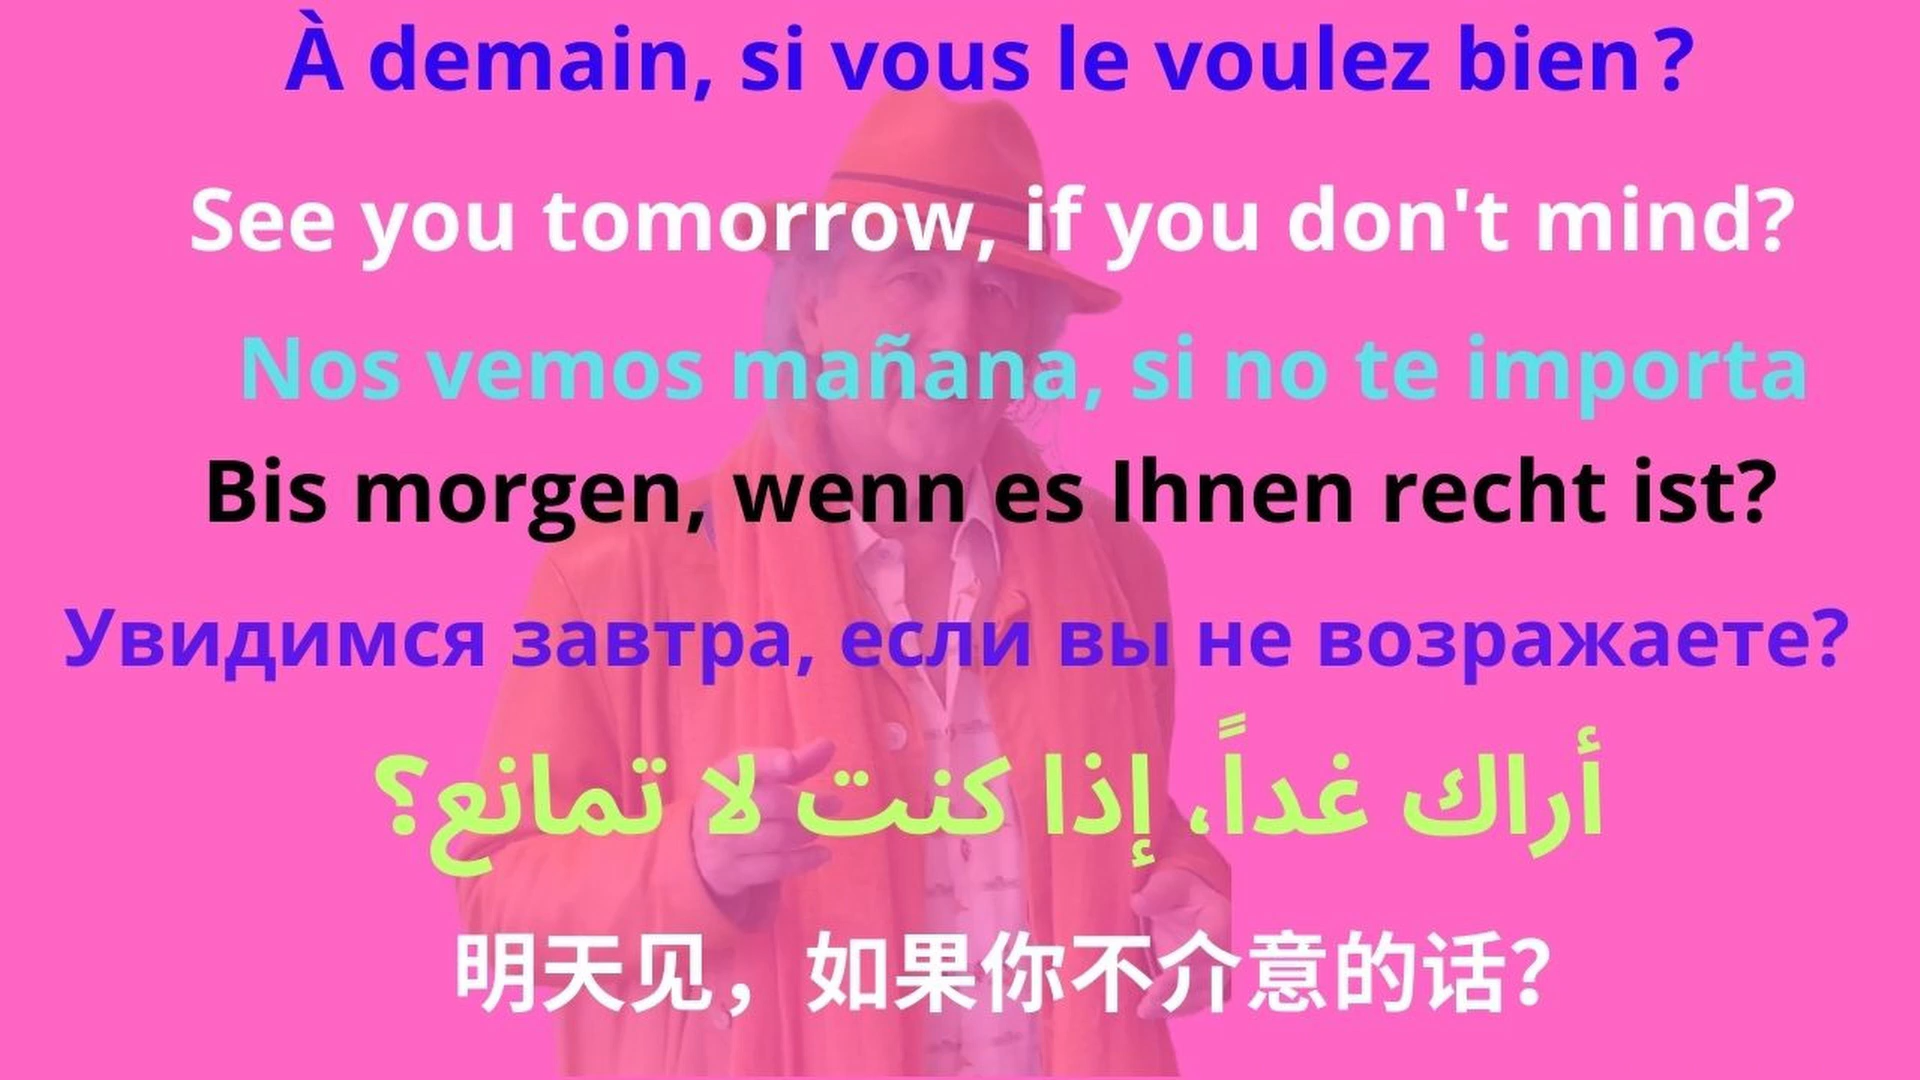 À demain, si vous le voulez bien ?
See you tomorrow, if you don't mind?
Nos vemos mañana, si no te importa
Bis morgen, wenn es Ihnen recht ist?
Увидимся завтра, если вы не возражаете?
أراك غداً، إذا كنت لا تمانع؟
明天见，如果你不介意的话？